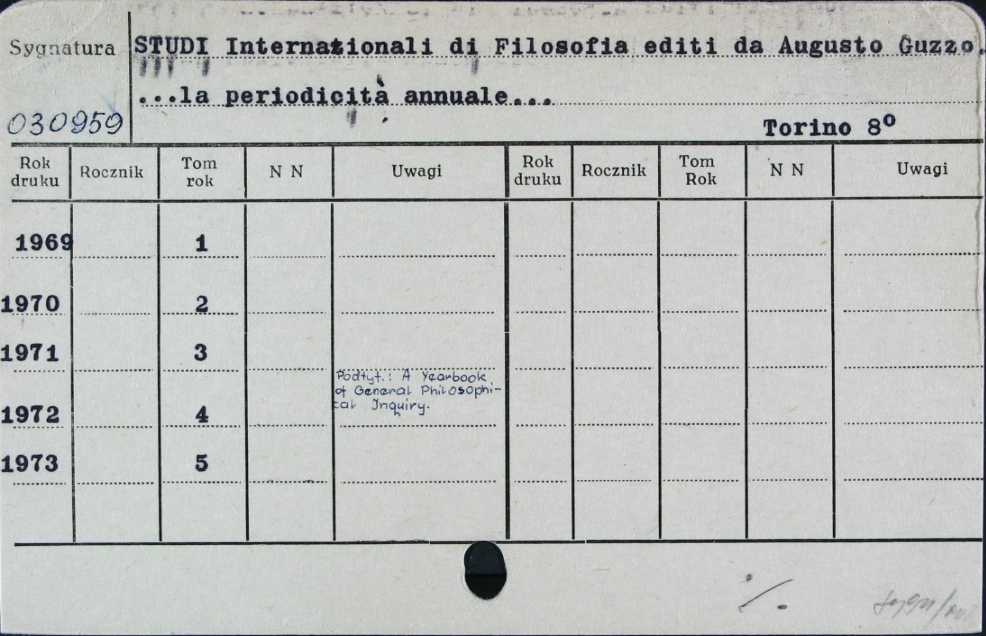 Sygnatura STUDI Internazionali di Filosofia editi da Augusto Guzzo.
...la periodicità annuale...
030959
Torino 8º
Rok druku Rocznik Tom rok N N Uwagi Rok druku Rocznik Tom Rok N N Uwagi
1969 1
1970 2
1971 3
Podtyt.: A Yearbook
of General Philosophi-
cal Inquiry.
1972 4
1973 5
·/.